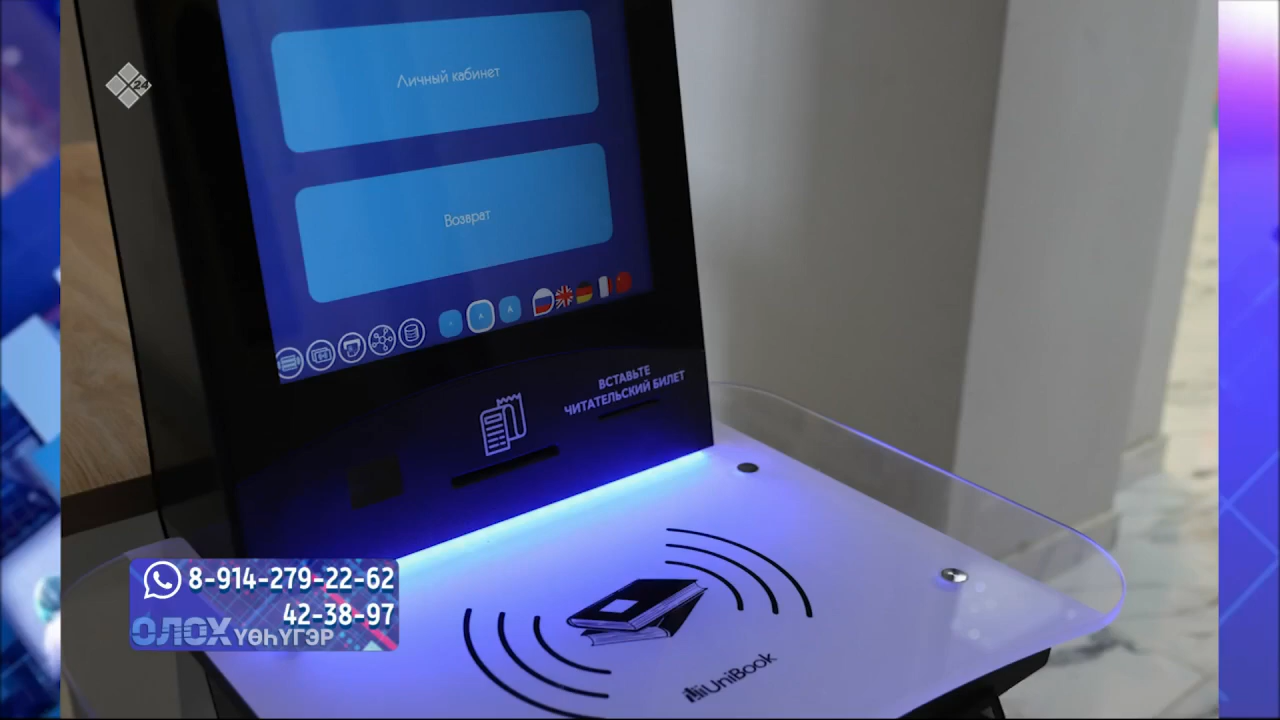 24
Личный кабинет
Возврат
ВСТАВЬТЕ
ЧИТАТЕЛЬСКИЙ БИЛЕТ
UniBook
8-914-279-22-62
42-38-97
ОЛОХ
ҮӨҺҮГЭР